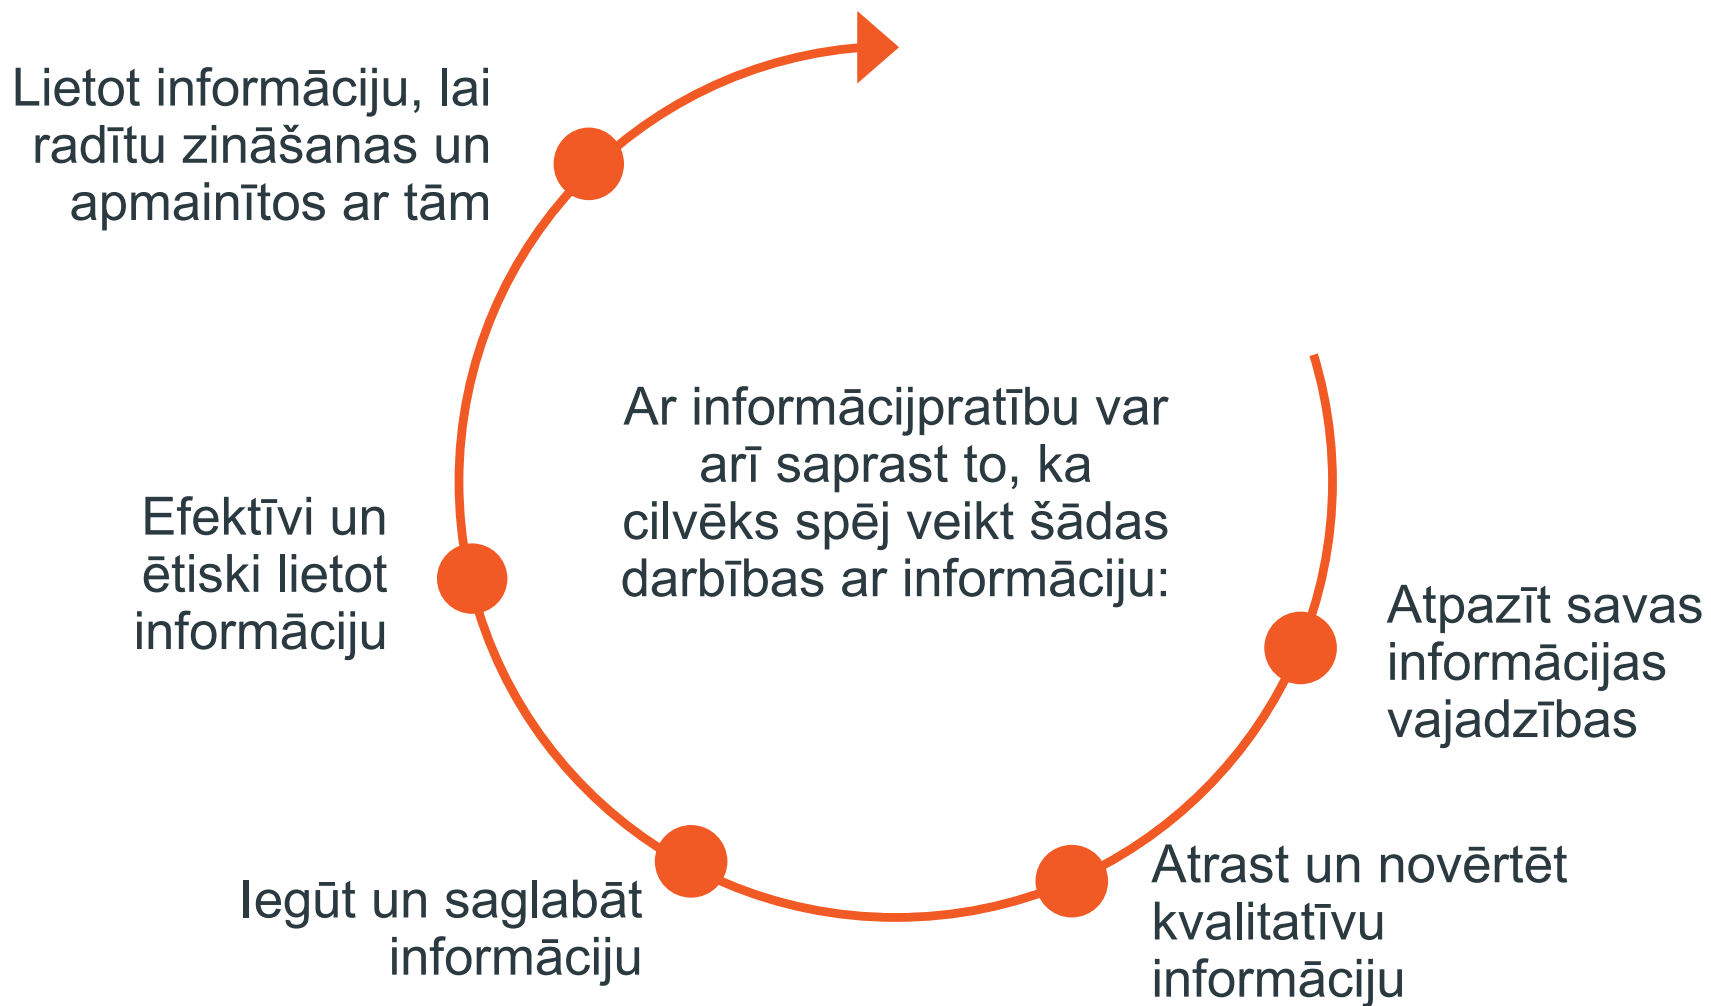 Ar informācijpratību var
arī saprast to, ka
cilvēks spēj veikt šādas
darbības ar informāciju:
Atpazīt savas
informācijas
vajadzības
Atrast un novērtēt
kvalitatīvu
informāciju
Iegūt un saglabāt
informāciju
Efektīvi un
ētiski lietot
informāciju
Lietot informāciju, lai
radītu zināšanas un
apmainītos ar tām